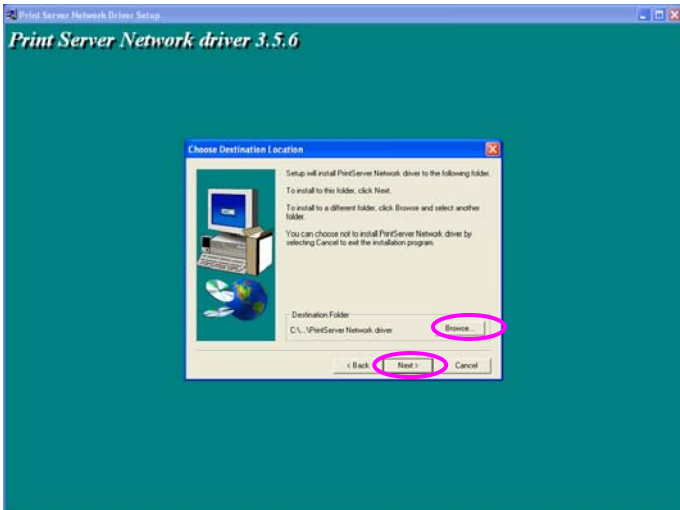 Print Server Network Driver Setup
Print Server Network driver 3.5.6
Choose Destination Location
Setup will install PrintServer Network driver to the following folder.
To install to this folder, click Next.
To install to a different folder, click Browse and select another
folder.
You can choose not to install PrintServer Network driver by
selecting Cancel to exit the installation program.
Destination Folder
C:\...\PrintServer Network driver
Browse...
< Back
Next >
Cancel